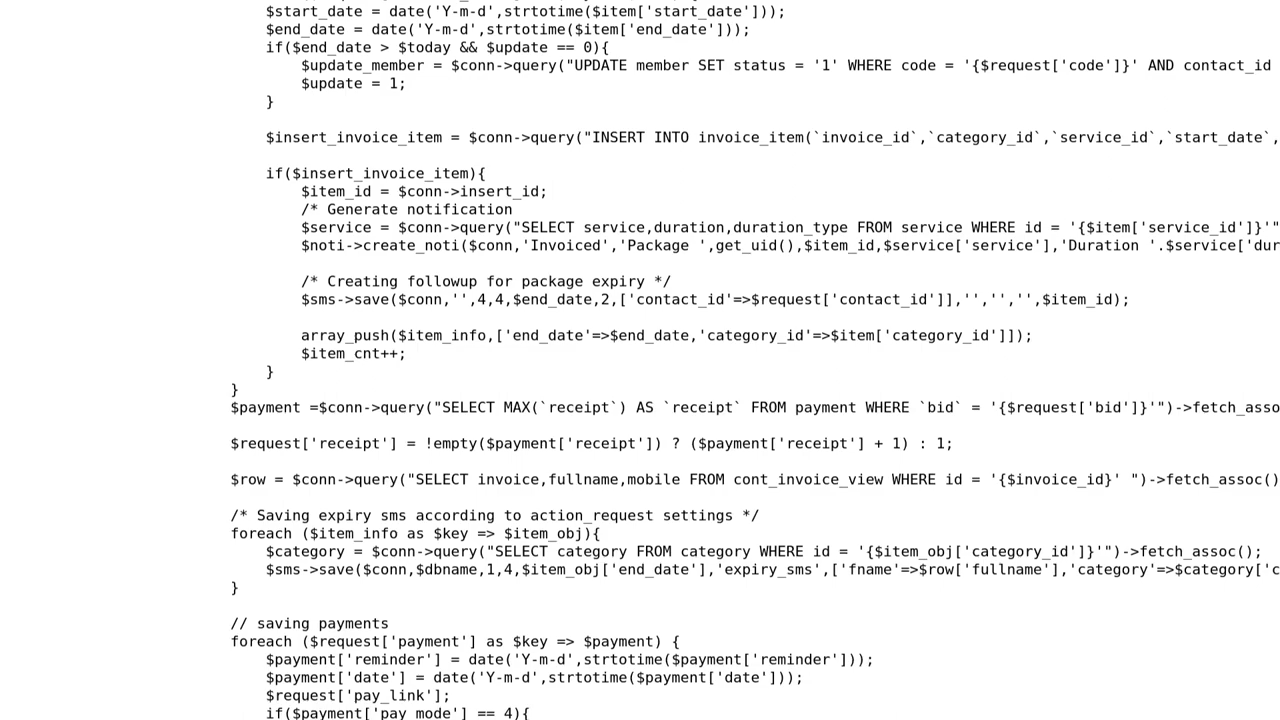 $start_date = date('Y-m-d',strtotime($item['start_date']));
$end_date = date('Y-m-d',strtotime($item['end_date']));
if($end_date > $today && $update == 0){
$update_member = $conn->query("UPDATE member SET status = '1' WHERE code = '{$request['code']}' AND contact_id
$update = 1;
}
$insert_invoice_item = $conn->query("INSERT INTO invoice_item(`invoice_id`,`category_id`,`service_id`,`start_date`,
if($insert_invoice_item){
$item_id = $conn->insert_id;
/* Generate notification
$service = $conn->query("SELECT service,duration,duration_type FROM service WHERE id = '{$item['service_id']}'"
$noti->create_noti($conn,'Invoiced','Package ',get_uid(),$item_id,$service['service'],'Duration '.$service['dur
/* Creating followup for package expiry */
$sms->save($conn,'',4,4,$end_date,2,['contact_id'=>$request['contact_id']],'','','',$item_id);
array_push($item_info,['end_date'=>$end_date,'category_id'=>$item['category_id']]);
$item_cnt++;
}
}
$payment =$conn->query("SELECT MAX(`receipt`) AS `receipt` FROM payment WHERE `bid` = '{$request['bid']}'")->fetch_asso
$request['receipt'] = !empty($payment['receipt']) ? ($payment['receipt'] + 1) : 1;
$row = $conn->query("SELECT invoice,fullname,mobile FROM cont_invoice_view WHERE id = '{$invoice_id}' ")->fetch_assoc()
/* Saving expiry sms according to action_request settings */
foreach ($item_info as $key => $item_obj){
$category = $conn->query("SELECT category FROM category WHERE id = '{$item_obj['category_id']}'")->fetch_assoc();
$sms->save($conn,$dbname,1,4,$item_obj['end_date'],'expiry_sms',['fname'=>$row['fullname'],'category'=>$category['c
}
// saving payments
foreach ($request['payment'] as $key => $payment) {
$payment['reminder'] = date('Y-m-d',strtotime($payment['reminder']));
$payment['date'] = date('Y-m-d',strtotime($payment['date']));
$request['pay_link'];
if($payment['pay_mode'] == 4){